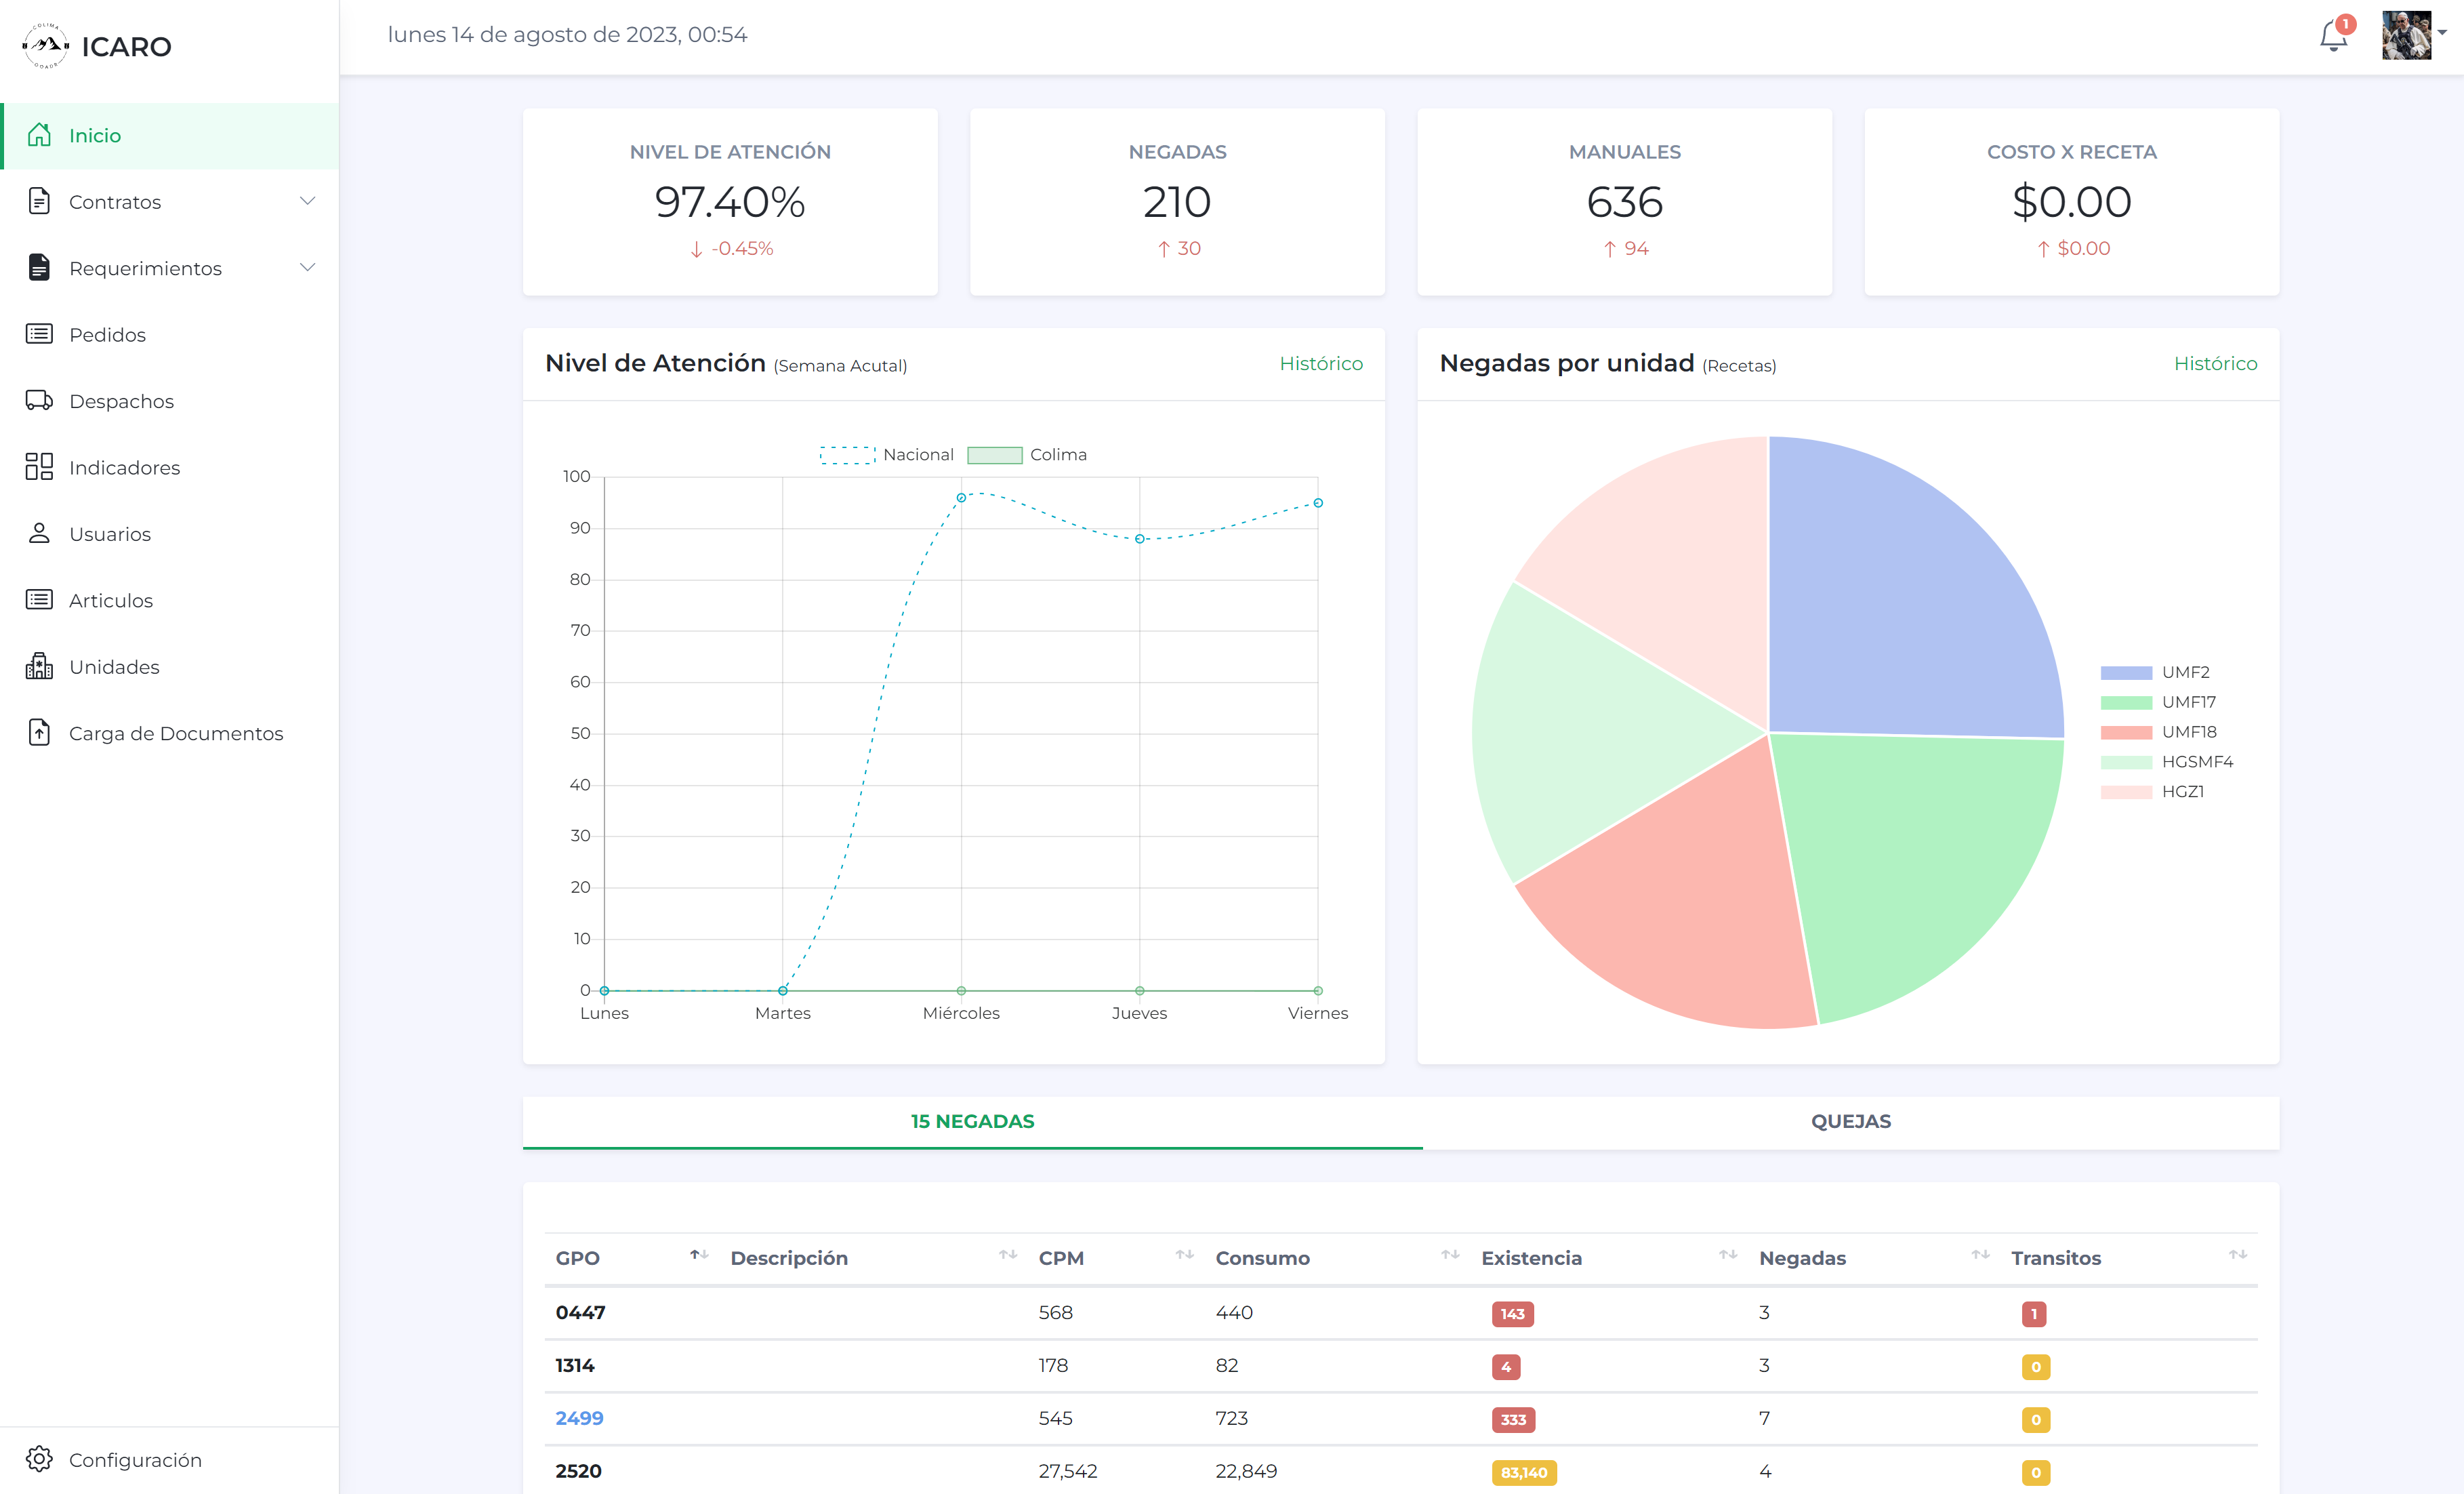 COLIMA
COADR
ICARO
lunes 14 de agosto de 2023, 00:54
1
Inicio
Contratos
Requerimientos
Pedidos
Despachos
Indicadores
Usuarios
Articulos
Unidades
Carga de Documentos
Configuración
NIVEL DE ATENCIÓN
97.40%
↓ -0.45%
NEGADAS
210
↑ 30
MANUALES
636
↑ 94
COSTO X RECETA
$0.00
↑ $0.00
Nivel de Atención (Semana Acutal)
Histórico
Nacional Colima
100
90
80
70
60
50
40
30
20
10
0
Lunes Martes Miércoles Jueves Viernes
Negadas por unidad (Recetas)
Histórico
UMF2
UMF17
UMF18
HGSMF4
HGZ1
15 NEGADAS
QUEJAS
GPO Descripción CPM Consumo Existencia Negadas Transitos
0447 568 440 143 3 1
1314 178 82 4 3 0
2499 545 723 333 7 0
2520 27,542 22,849 83,140 4 0